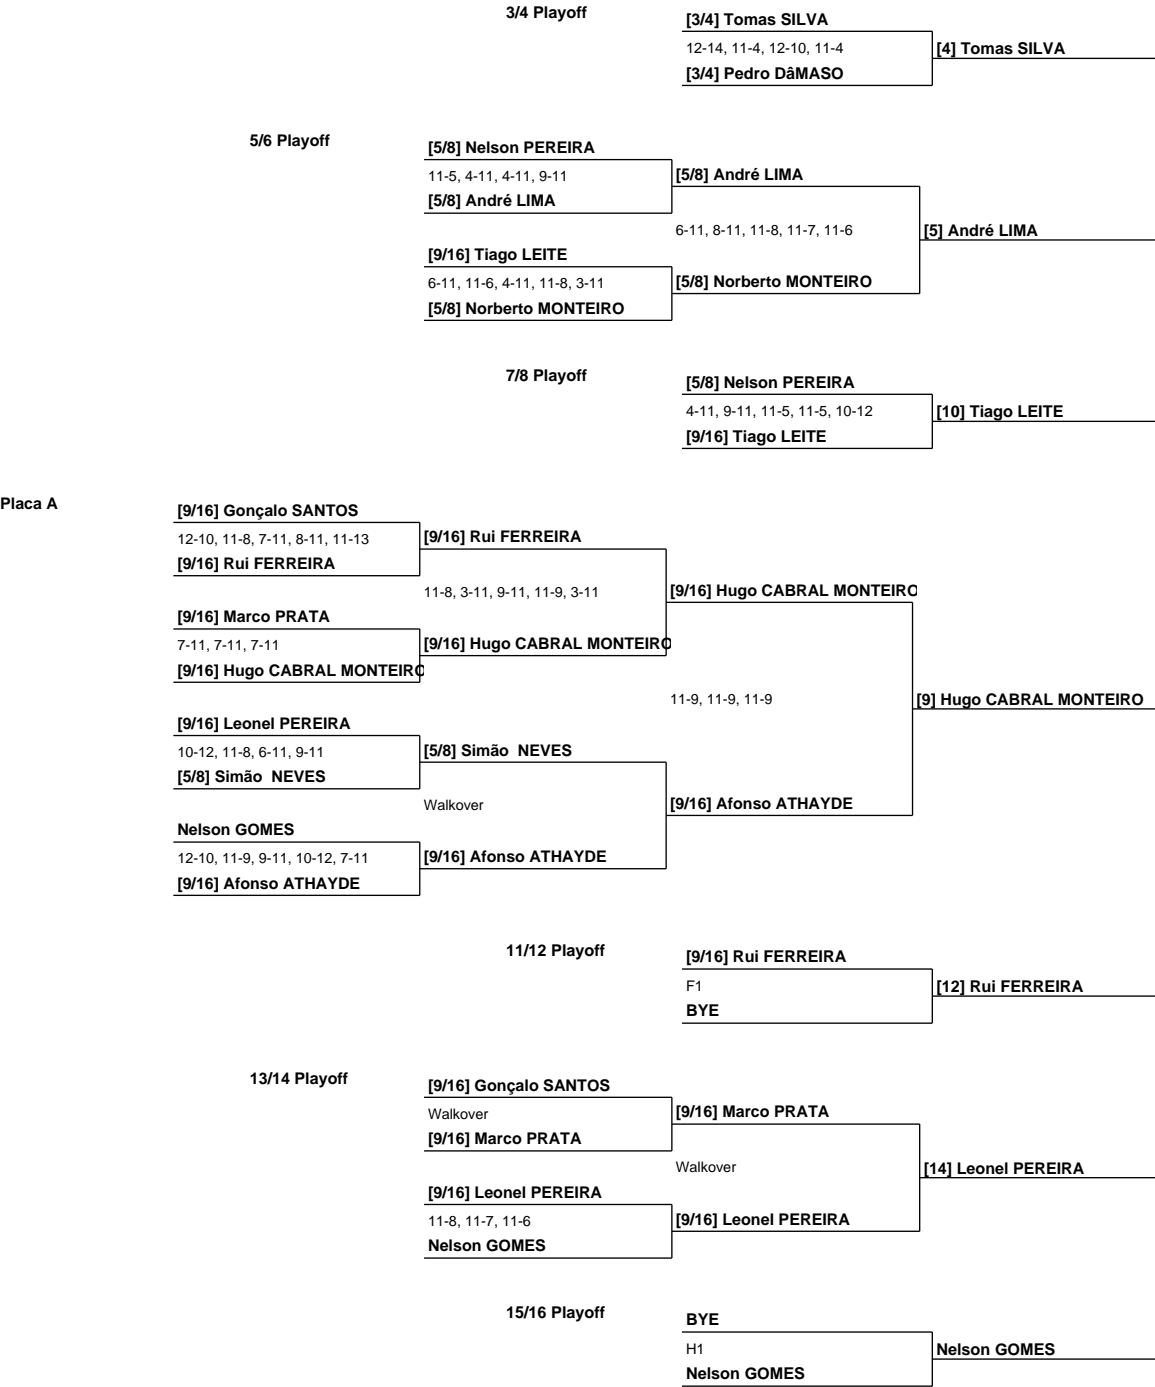 3/4 Playoff
[3/4] Tomas SILVA
12-14, 11-4, 12-10, 11-4
[4] Tomas SILVA
[3/4] Pedro DâMASO
5/6 Playoff
[5/8] Nelson PEREIRA
11-5, 4-11, 4-11, 9-11
[5/8] André LIMA
[5/8] André LIMA
6-11, 8-11, 11-8, 11-7, 11-6
[5] André LIMA
[9/16] Tiago LEITE
6-11, 11-6, 4-11, 11-8, 3-11
[5/8] Norberto MONTEIRO
[5/8] Norberto MONTEIRO
7/8 Playoff
[5/8] Nelson PEREIRA
4-11, 9-11, 11-5, 11-5, 10-12
[10] Tiago LEITE
[9/16] Tiago LEITE
Placa A
[9/16] Gonçalo SANTOS
12-10, 11-8, 7-11, 8-11, 11-13
[9/16] Rui FERREIRA
[9/16] Rui FERREIRA
11-8, 3-11, 9-11, 11-9, 3-11
[9/16] Hugo CABRAL MONTEIRO
[9/16] Marco PRATA
7-11, 7-11, 7-11
[9/16] Hugo CABRAL MONTEIRO
[9/16] Hugo CABRAL MONTEIRO
11-9, 11-9, 11-9
[9] Hugo CABRAL MONTEIRO
[9/16] Leonel PEREIRA
10-12, 11-8, 6-11, 9-11
[5/8] Simão  NEVES
[5/8] Simão  NEVES
Walkover
[9/16] Afonso ATHAYDE
Nelson GOMES
12-10, 11-9, 9-11, 10-12, 7-11
[9/16] Afonso ATHAYDE
[9/16] Afonso ATHAYDE
11/12 Playoff
[9/16] Rui FERREIRA
F1
[12] Rui FERREIRA
BYE
13/14 Playoff
[9/16] Gonçalo SANTOS
Walkover
[9/16] Marco PRATA
[9/16] Marco PRATA
Walkover
[14] Leonel PEREIRA
[9/16] Leonel PEREIRA
11-8, 11-7, 11-6
[9/16] Leonel PEREIRA
Nelson GOMES
15/16 Playoff
BYE
H1
Nelson GOMES
Nelson GOMES